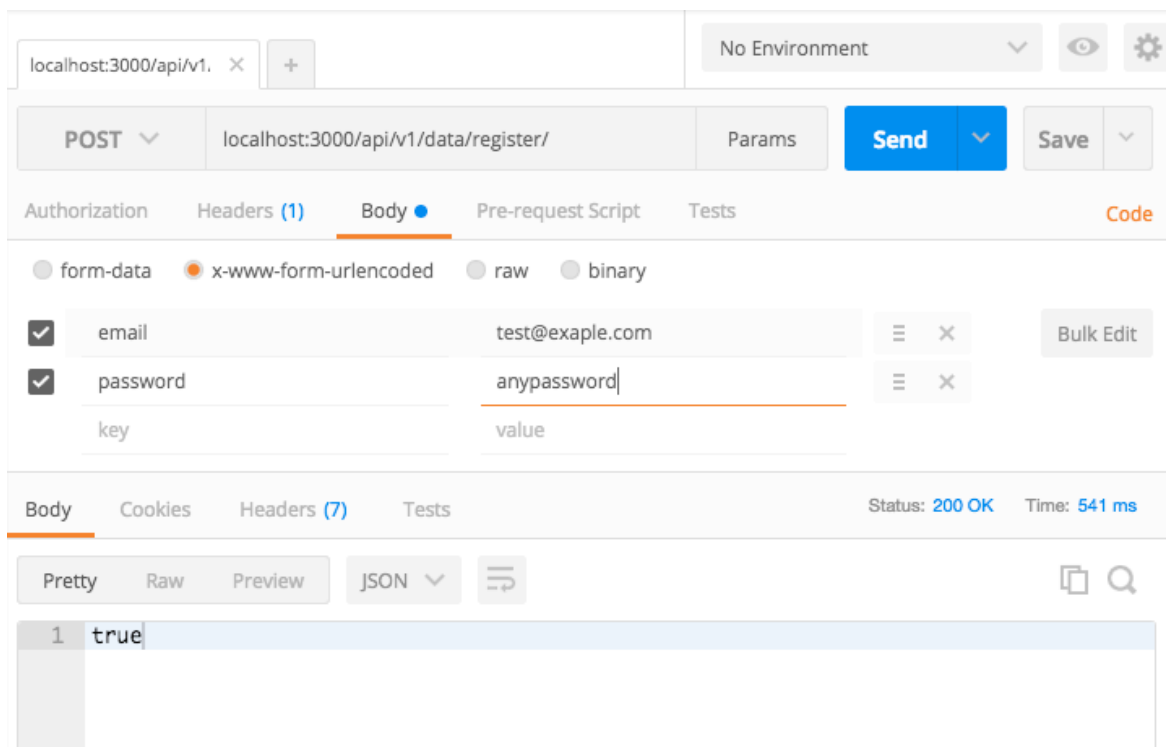 No Environment
localhost:3000/api/v1.
POST localhost:3000/api/v1/data/register/ Params Send Save
Authorization Headers (1) Body Pre-request Script Tests Code
form-data x-www-form-urlencoded raw binary
email test@exaple.com Bulk Edit
password anypassword
key value
Body Cookies Headers (7) Tests Status: 200 OK Time: 541 ms
Pretty Raw Preview JSON
1 true